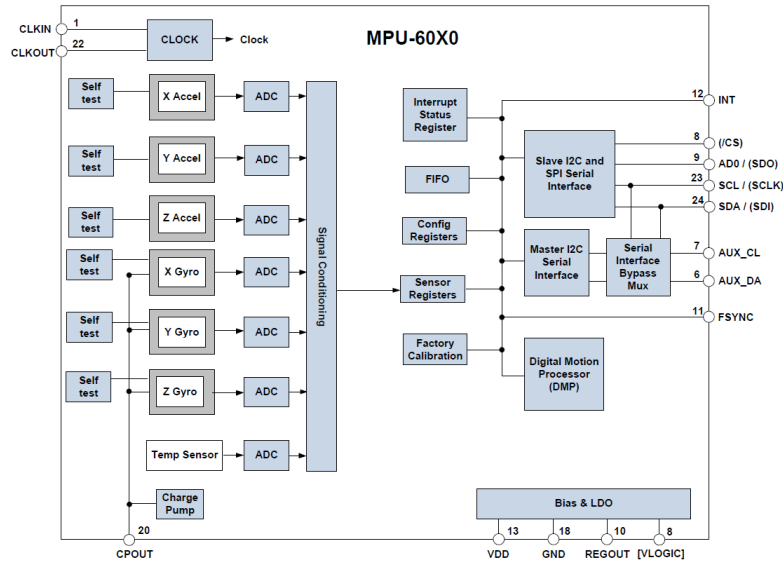 MPU-60X0
CLKIN
1
CLKOUT
22
CLOCK
Clock
Self
test
X Accel
ADC
Self
test
Y Accel
ADC
Self
test
Z Accel
ADC
Self
test
X Gyro
ADC
Self
test
Y Gyro
ADC
Self
test
Z Gyro
ADC
Temp Sensor
ADC
Charge
Pump
20
CPOUT
Signal Conditioning
Interrupt
Status
Register
FIFO
Config
Registers
Sensor
Registers
Factory
Calibration
Slave I2C and
SPI Serial
Interface
Master I2C
Serial
Interface
Serial
Interface
Bypass
Mux
Digital Motion
Processor
(DMP)
12
INT
8
(/CS)
9
AD0 / (SDO)
23
SCL / (SCLK)
24
SDA / (SDI)
7
AUX_CL
6
AUX_DA
11
FSYNC
Bias & LDO
13
VDD
18
GND
10
REGOUT
8
[VLOGIC]